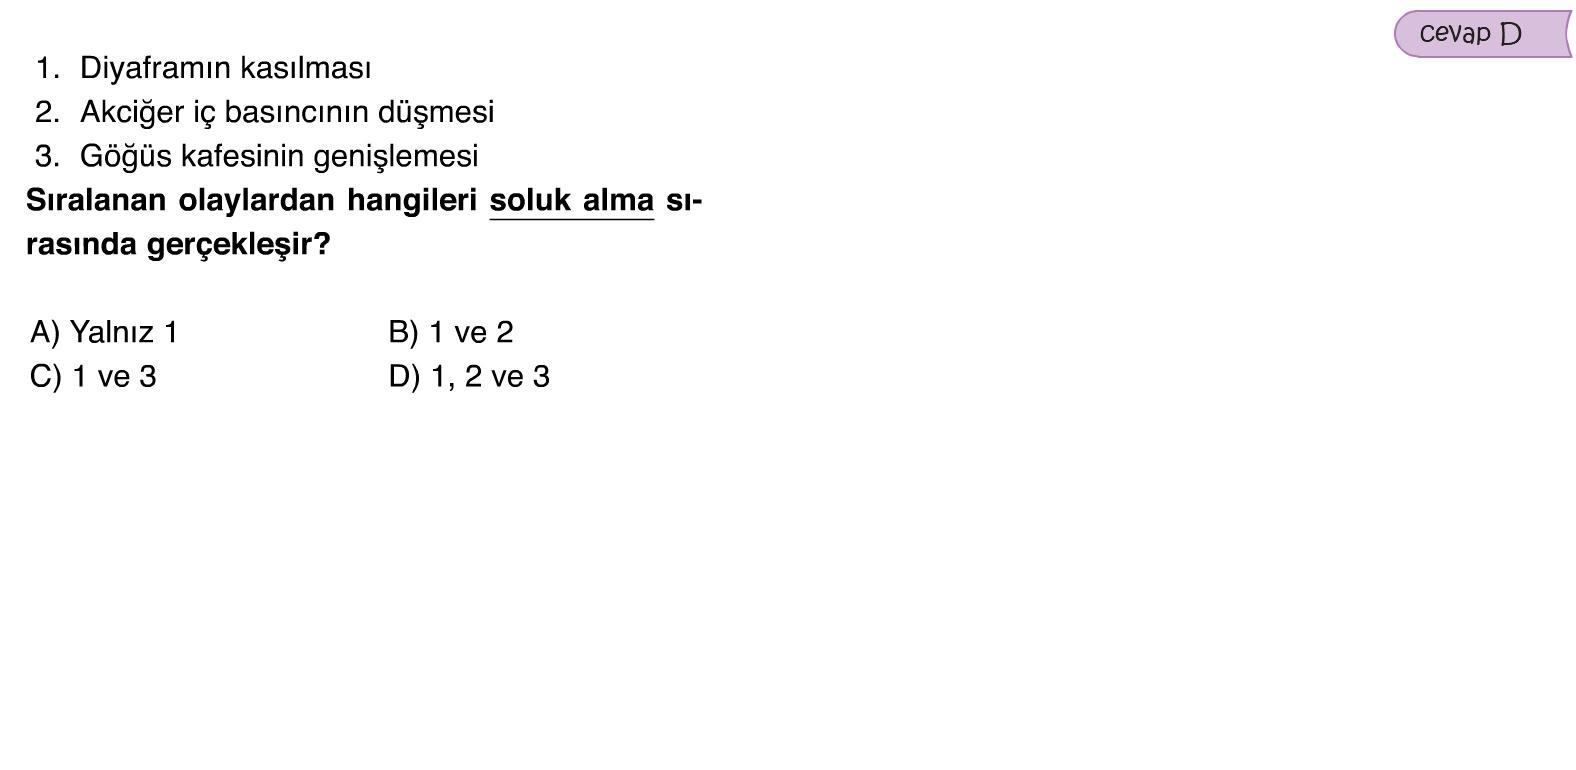 cevap D
1. Diyaframın kasılması
2. Akciğer iç basıncının düşmesi
3. Göğüs kafesinin genişlemesi
Sıralanan olaylardan hangileri soluk alma sı-
rasında gerçekleşir?
A) Yalnız 1 B) 1 ve 2
C) 1 ve 3 D) 1, 2 ve 3